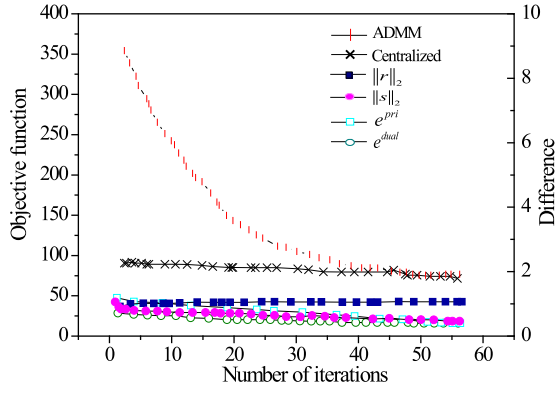 400
350
300
250
200
150
100
50
0
Objective function
10
8
6
4
2
0
Difference
ADMM
Centralized
||r||₂
||s||₂
e^{pri}
e^{dual}
0 10 20 30 40 50 60
Number of iterations